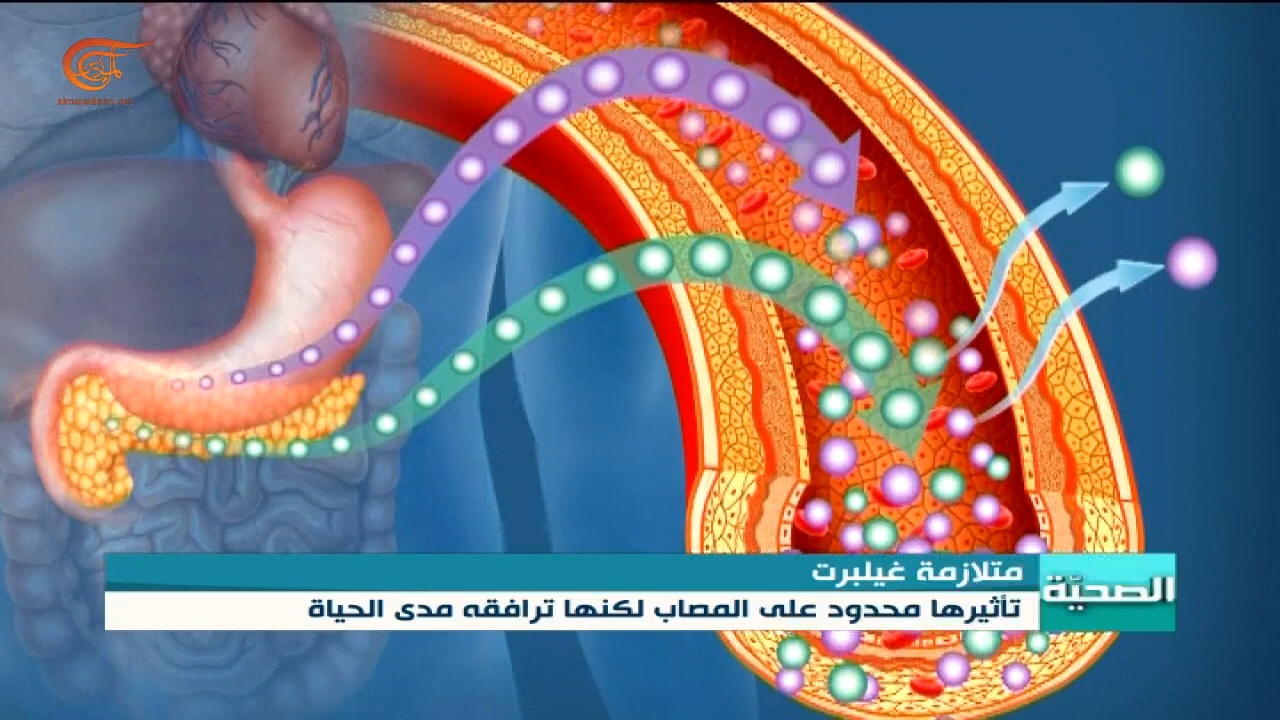 متلازمة غيلبرت
الصحيّة
تأثيرها محدود على المصاب لكنها ترافقه مدى الحياة